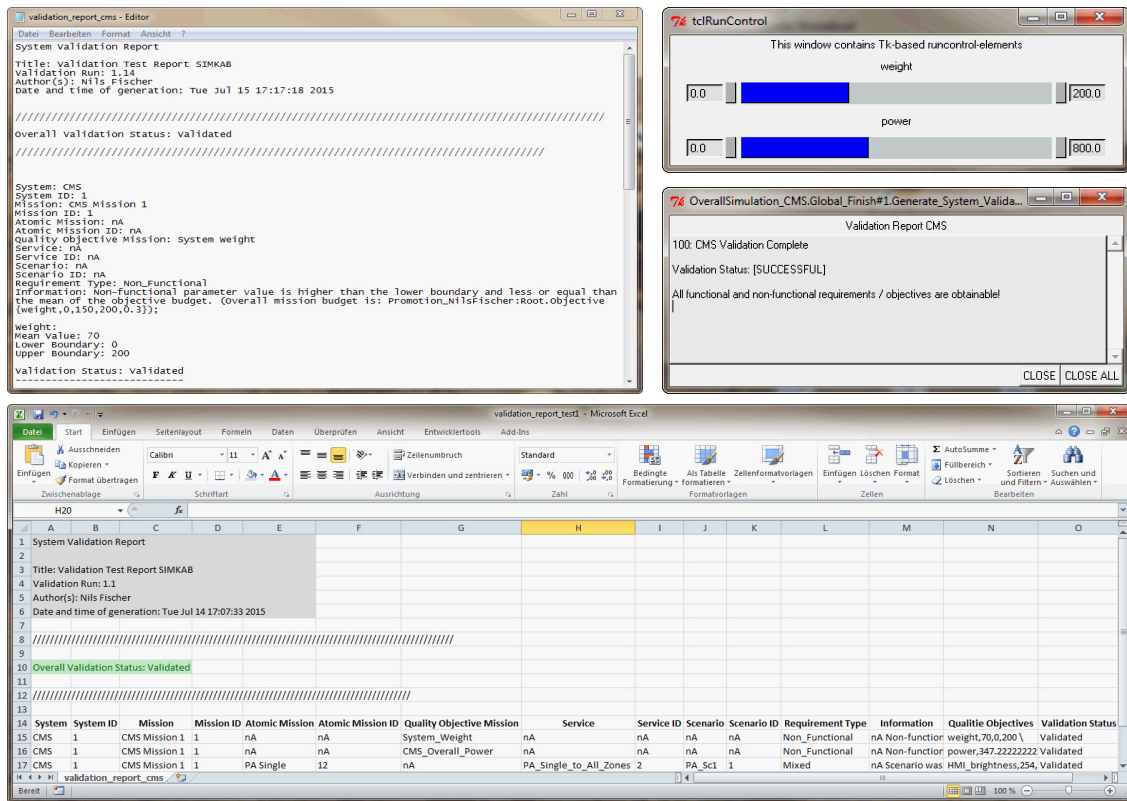 validation_report_cms - Editor
Datei Bearbeiten Format Ansicht ?
System Validation Report
Title: Validation Test Report SIMKAB
Validation Run: 1.14
Author(s): Nils Fischer
Date and time of generation: Tue Jul 15 17:17:18 2015
Overall Validation Status: Validated
System: CMS
System ID: 1
Mission: CMS Mission 1
Mission ID: 1
Atomic Mission: nA
Atomic Mission ID: nA
Quality Objective Mission: System Weight
Service: nA
Service ID: nA
Scenario: nA
Scenario ID: nA
Requirement Type: Non_Functional
Information: Non-functional parameter value is higher than the lower boundary and less or equal than
the mean of the objective budget. (Overall mission budget is: Promotion_NilsFischer:Root.Objective
{weight,0,150,200,0.3});
Weight:
Mean Value: 70
Lower Boundary: 0
Upper Boundary: 200
Validation Status: Validated
----------------------------
tclRunControl
This window contains Tk-based runcontrol-elements
weight
0.0 200.0
power
0.0 800.0
OverallSimulation_CMS.Global_Finish#1.Generate_System_Valida...
Validation Report CMS
100: CMS Validation Complete
Validation Status: [SUCCESSFUL]
All functional and non-functional requirements / objectives are obtainable!
CLOSE CLOSE ALL
validation_report_test1 - Microsoft Excel
Datei Start Einfügen Seitenlayout Formeln Daten Überprüfen Ansicht Entwicklertools Add-Ins
Einfügen Ausschneiden Kopieren Format übertragen Zwischenablage
Calibri 11 A A F K U A Schriftart
Zeilenumbruch Verbinden und zentrieren Ausrichtung
Standard % 000 Zahl
Bedingte Formatierung Als Tabelle formatieren Zellenformatvorlagen Formatvorlagen
Einfügen Löschen Format Zellen
Σ AutoSumme Füllbereich Löschen Sortieren und Filtern Suchen und Auswählen Bearbeiten
H20 fx
A B C D E F G H I J K L M N O
1 System Validation Report
2
3 Title: Validation Test Report SIMKAB
4 Validation Run: 1.1
5 Author(s): Nils Fischer
6 Date and time of generation: Tue Jul 14 17:07:33 2015
7
8
9
10 Overall Validation Status: Validated
11
12
13
14 System System ID Mission Mission ID Atomic Mission Atomic Mission ID Quality Objective Mission Service Service ID Scenario Scenario ID Requirement Type Information Qualitie Objectives Validation Status
15 CMS 1 CMS Mission 1 1 nA nA System_Weight nA nA nA nA Non_Functional nA Non-function weight,70,0,200 \ Validated
16 CMS 1 CMS Mission 1 1 nA nA CMS_Overall_Power nA nA nA nA Non_Functional nA Non-function power,347.22222222 Validated
17 CMS 1 CMS Mission 1 1 PA Single 12 nA PA_Single_to_All_Zones 2 PA_Sc1 1 Mixed nA Scenario was HMI_brightness,254, Validated
validation_report_cms
Bereit 100 %